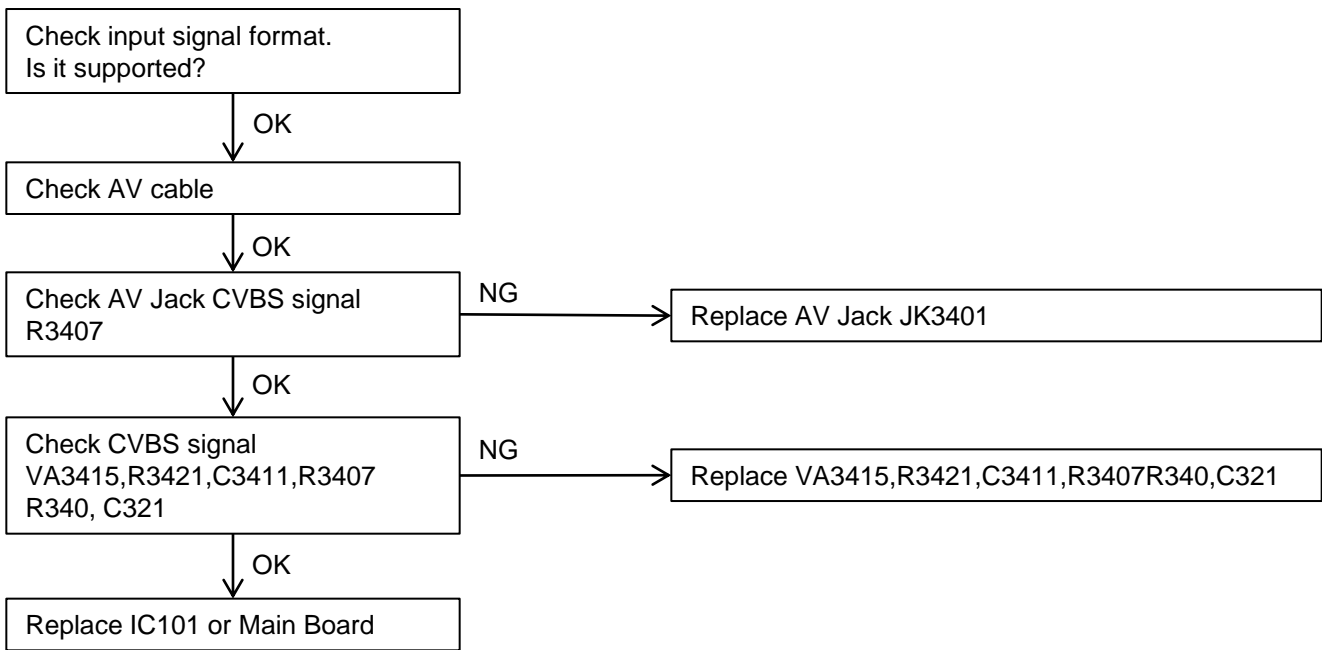 Check input signal format.
Is it supported?
OK
Check AV cable
OK
Check AV Jack CVBS signal
R3407
NG
Replace AV Jack JK3401
OK
Check CVBS signal
VA3415,R3421,C3411,R3407
R340, C321
NG
Replace VA3415,R3421,C3411,R3407R340,C321
OK
Replace IC101 or Main Board